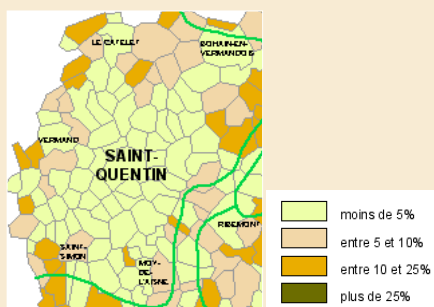 LE CATELET
BOHAIN-EN-
VERMANDOIS
VERMAND
SAINT-
QUENTIN
RIBEMONT
SAINT-
SIMON
MOY-
DE-
L'AISNE
moins de 5%
entre 5 et 10%
entre 10 et 25%
plus de 25%